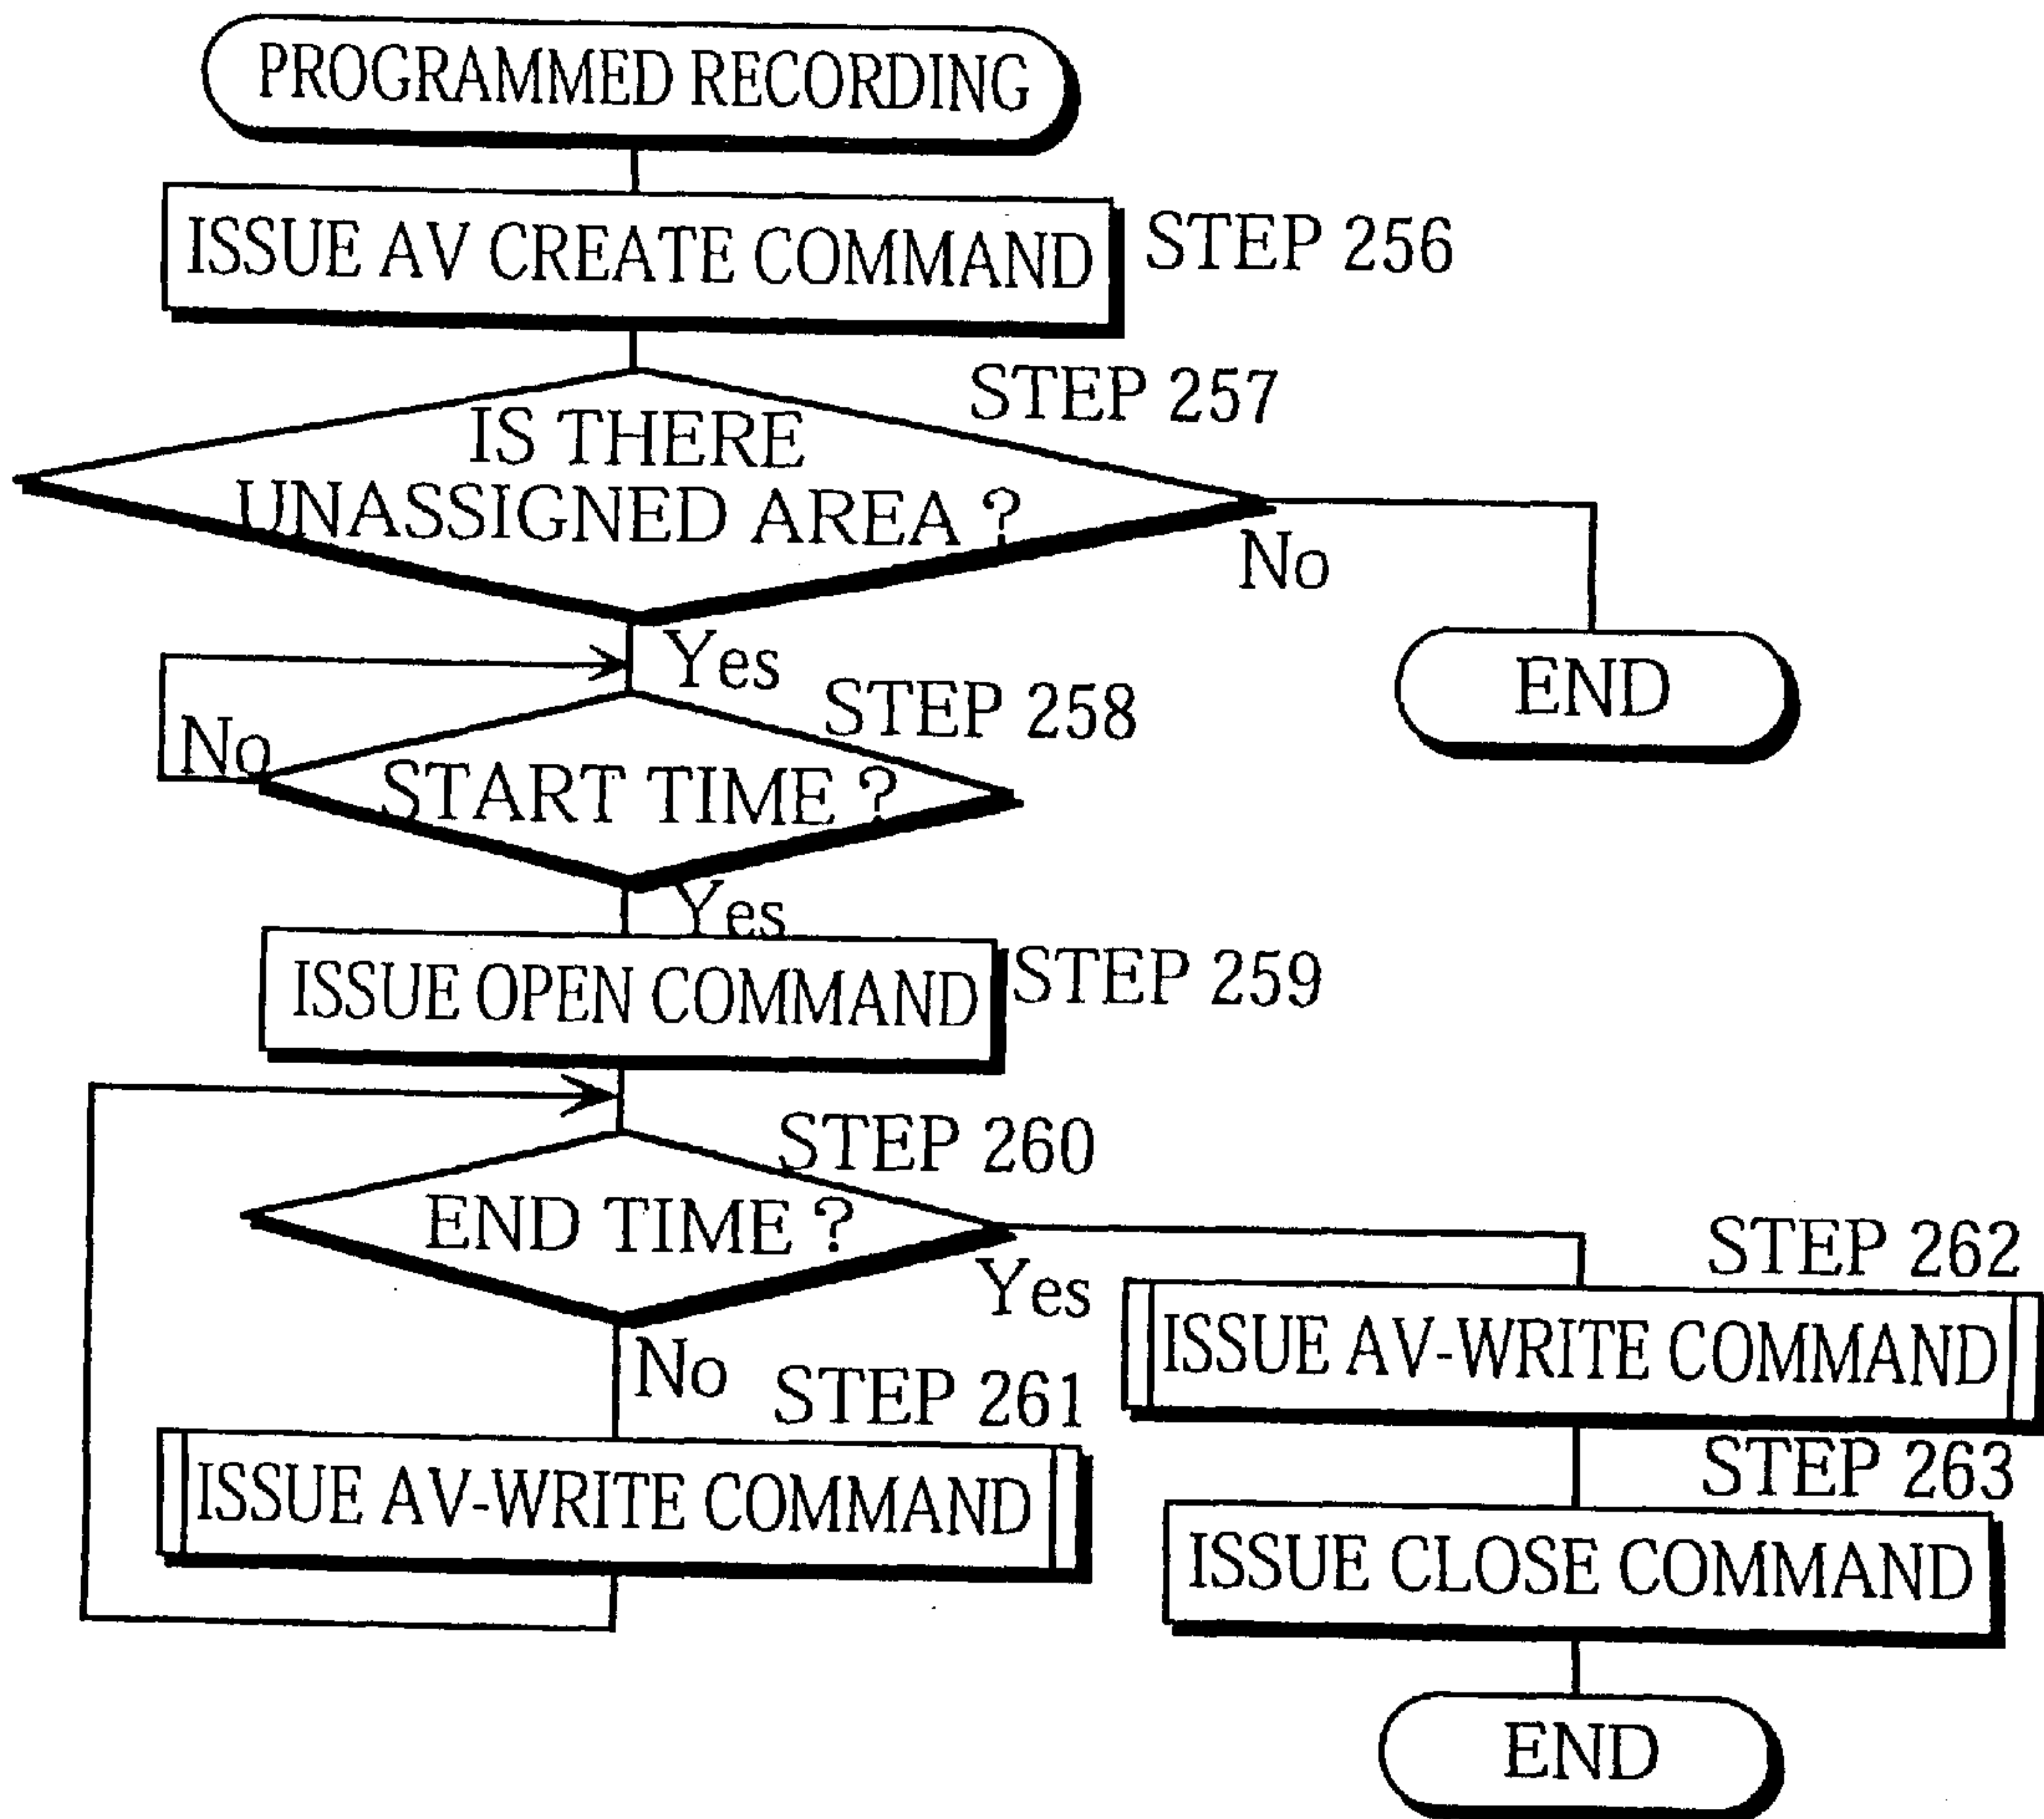 PROGRAMMED RECORDING
ISSUE AV CREATE COMMAND
STEP 256
STEP 257
IS THERE
UNASSIGNED AREA ?
No
Yes
END
STEP 258
No
START TIME ?
Yes
ISSUE OPEN COMMAND
STEP 259
STEP 260
END TIME ?
Yes
No
STEP 261
ISSUE AV-WRITE COMMAND
STEP 262
ISSUE AV-WRITE COMMAND
STEP 263
ISSUE CLOSE COMMAND
END